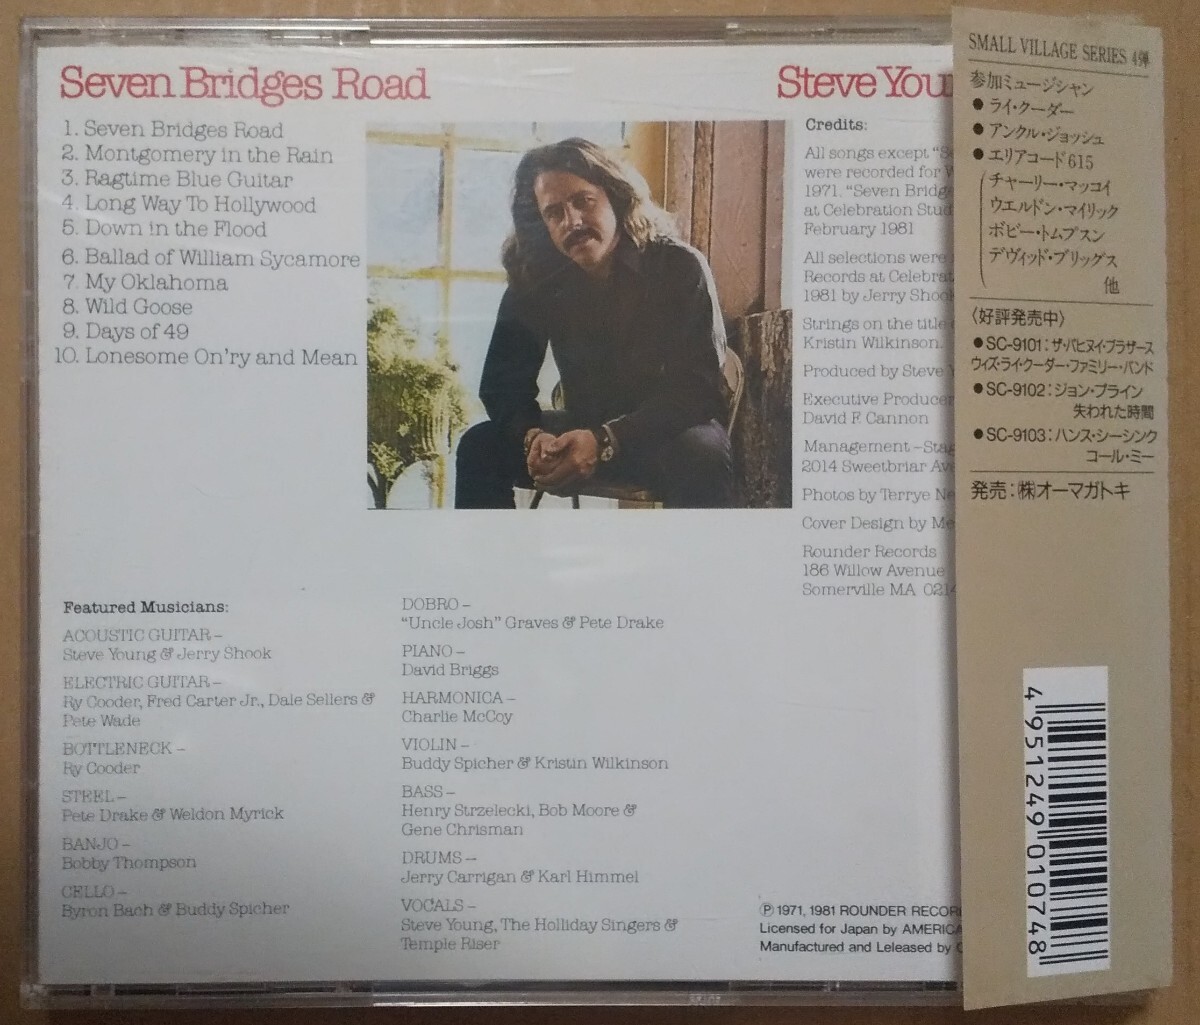 Seven Bridges Road
1. Seven Bridges Road
2. Montgomery in the Rain
3. Ragtime Blue Guitar
4. Long Way To Hollywood
5. Down in the Flood
6. Ballad of William Sycamore
7. My Oklahoma
8. Wild Goose
9. Days of 49
10. Lonesome On'ry and Mean
Steve You
Credits:
All songs except "S
were recorded for W
1971. "Seven Bridge
at Celebration Stud
February 1981
All selections were
Records at Celebrat
1981 by Jerry Shook
Strings on the title
Kristin Wilkinson.
Produced by Steve Y
Executive Producer
David F. Cannon
Management – Stag
2014 Sweetbriar Ave
Photos by Terrye Ne
Cover Design by Me
Rounder Records
186 Willow Avenue
Somerville MA 0214
Featured Musicians:
ACOUSTIC GUITAR –
Steve Young & Jerry Shook
ELECTRIC GUITAR –
Ry Cooder, Fred Carter Jr., Dale Sellers &
Pete Wade
BOTTLENECK –
Ry Cooder
STEEL –
Pete Drake & Weldon Myrick
BANJO –
Bobby Thompson
CELLO –
Byron Bach & Buddy Spicher
DOBRO –
"Uncle Josh" Graves & Pete Drake
PIANO –
David Briggs
HARMONICA –
Charlie McCoy
VIOLIN –
Buddy Spicher & Kristin Wilkinson
BASS –
Henry Strzelecki, Bob Moore &
Gene Chrisman
DRUMS –
Jerry Carrigan & Karl Himmel
VOCALS –
Steve Young, The Holliday Singers &
Temple Riser
Ⓟ 1971, 1981 ROUNDER RECOR
Licensed for Japan by AMERICA
Manufactured and Leleased by
SMALL VILLAGE SERIES 4弾
参加ミュージシャン
● ライ・クーダー
● アンクル・ジョッシュ
● エリアコード615
チャーリー・マッコイ
ウエルドン・マイリック
ボビー・トムプスン
デヴィッド・ブリッグス
他
〈好評発売中〉
● SC-9101：ザ・パヒヌイ・ブラザース
ウィズ・ライ・クーダー・ファミリー・バンド
● SC-9102：ジョン・プライン
失われた時間
● SC-9103：ハンス・シーシンク
コール・ミー
発売：㈱オーマガトキ
4951249010748